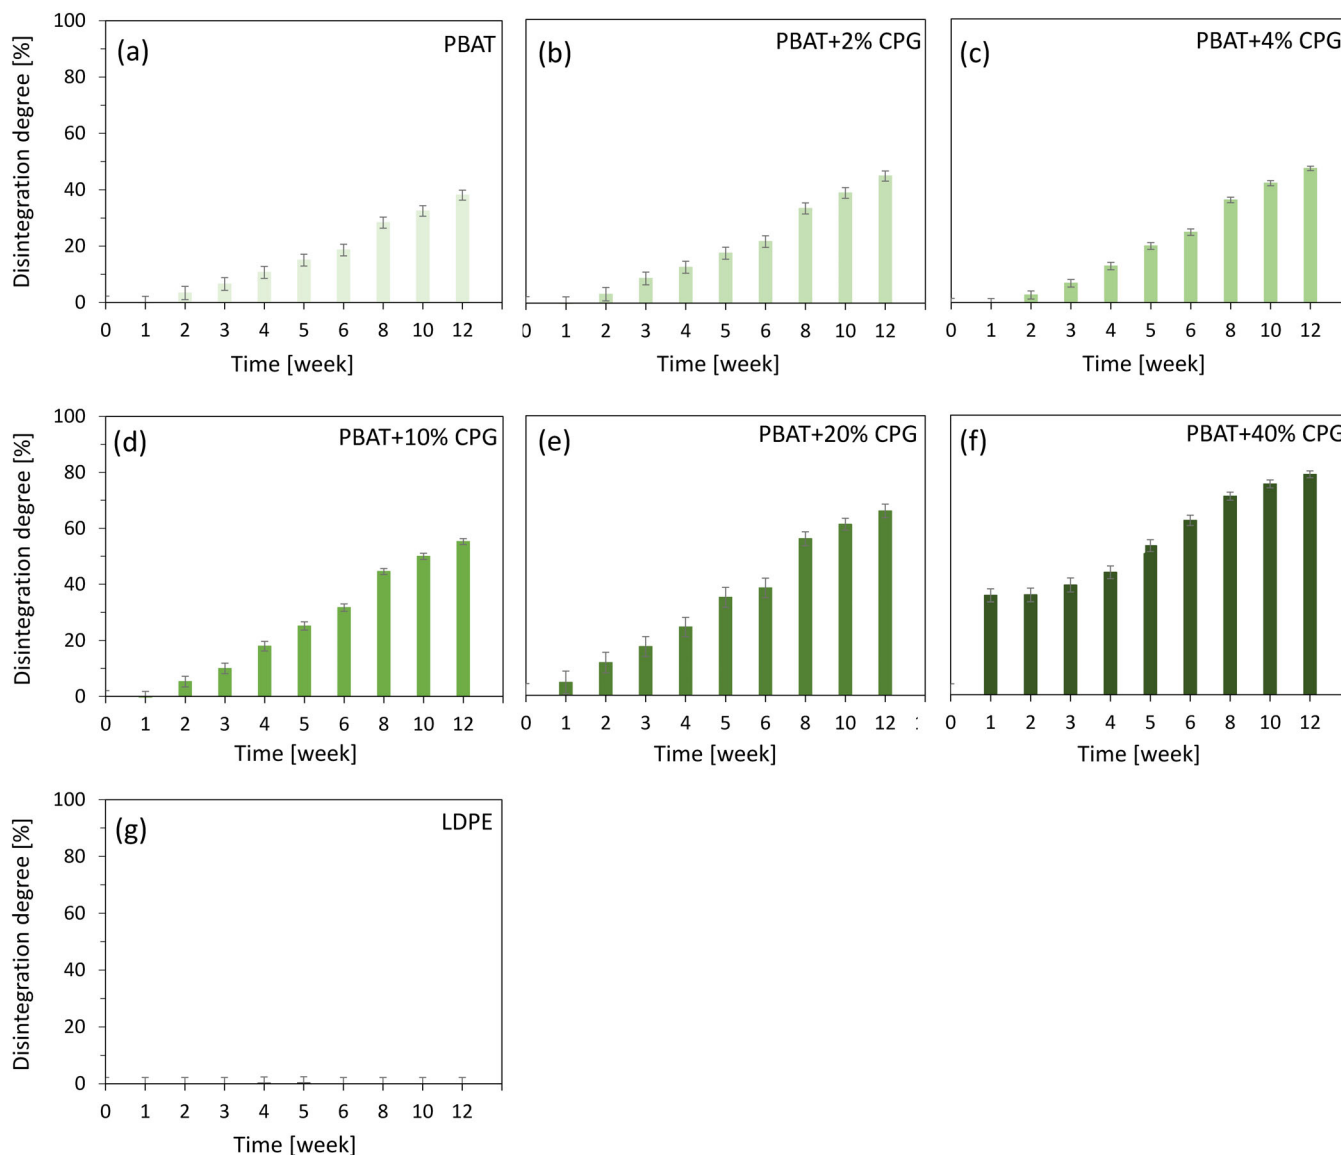 (a) PBAT
Disintegration degree [%]
100
80
60
40
20
0
0 1 2 3 4 5 6 8 10 12
Time [week]
(b) PBAT+2% CPG
0 1 2 3 4 5 6 8 10 12
Time [week]
(c) PBAT+4% CPG
0 1 2 3 4 5 6 8 10 12
Time [week]
(d) PBAT+10% CPG
Disintegration degree [%]
100
80
60
40
20
0
0 1 2 3 4 5 6 8 10 12
Time [week]
(e) PBAT+20% CPG
0 1 2 3 4 5 6 8 10 12
Time [week]
(f) PBAT+40% CPG
0 1 2 3 4 5 6 8 10 12
Time [week]
(g) LDPE
Disintegration degree [%]
100
80
60
40
20
0
0 1 2 3 4 5 6 8 10 12
Time [week]